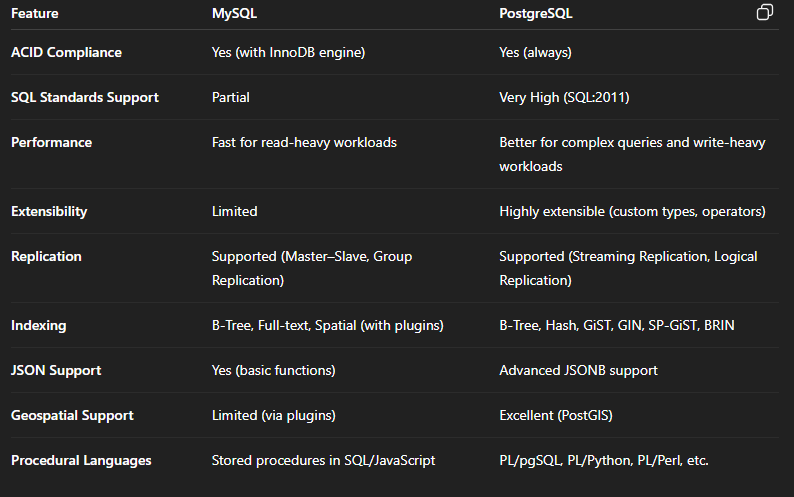 Feature MySQL PostgreSQL
ACID Compliance Yes (with InnoDB engine) Yes (always)
SQL Standards Support Partial Very High (SQL:2011)
Performance Fast for read-heavy workloads Better for complex queries and write-heavy
workloads
Extensibility Limited Highly extensible (custom types, operators)
Replication Supported (Master–Slave, Group Supported (Streaming Replication, Logical
Replication) Replication)
Indexing B-Tree, Full-text, Spatial (with plugins) B-Tree, Hash, GiST, GIN, SP-GiST, BRIN
JSON Support Yes (basic functions) Advanced JSONB support
Geospatial Support Limited (via plugins) Excellent (PostGIS)
Procedural Languages Stored procedures in SQL/JavaScript PL/pgSQL, PL/Python, PL/Perl, etc.